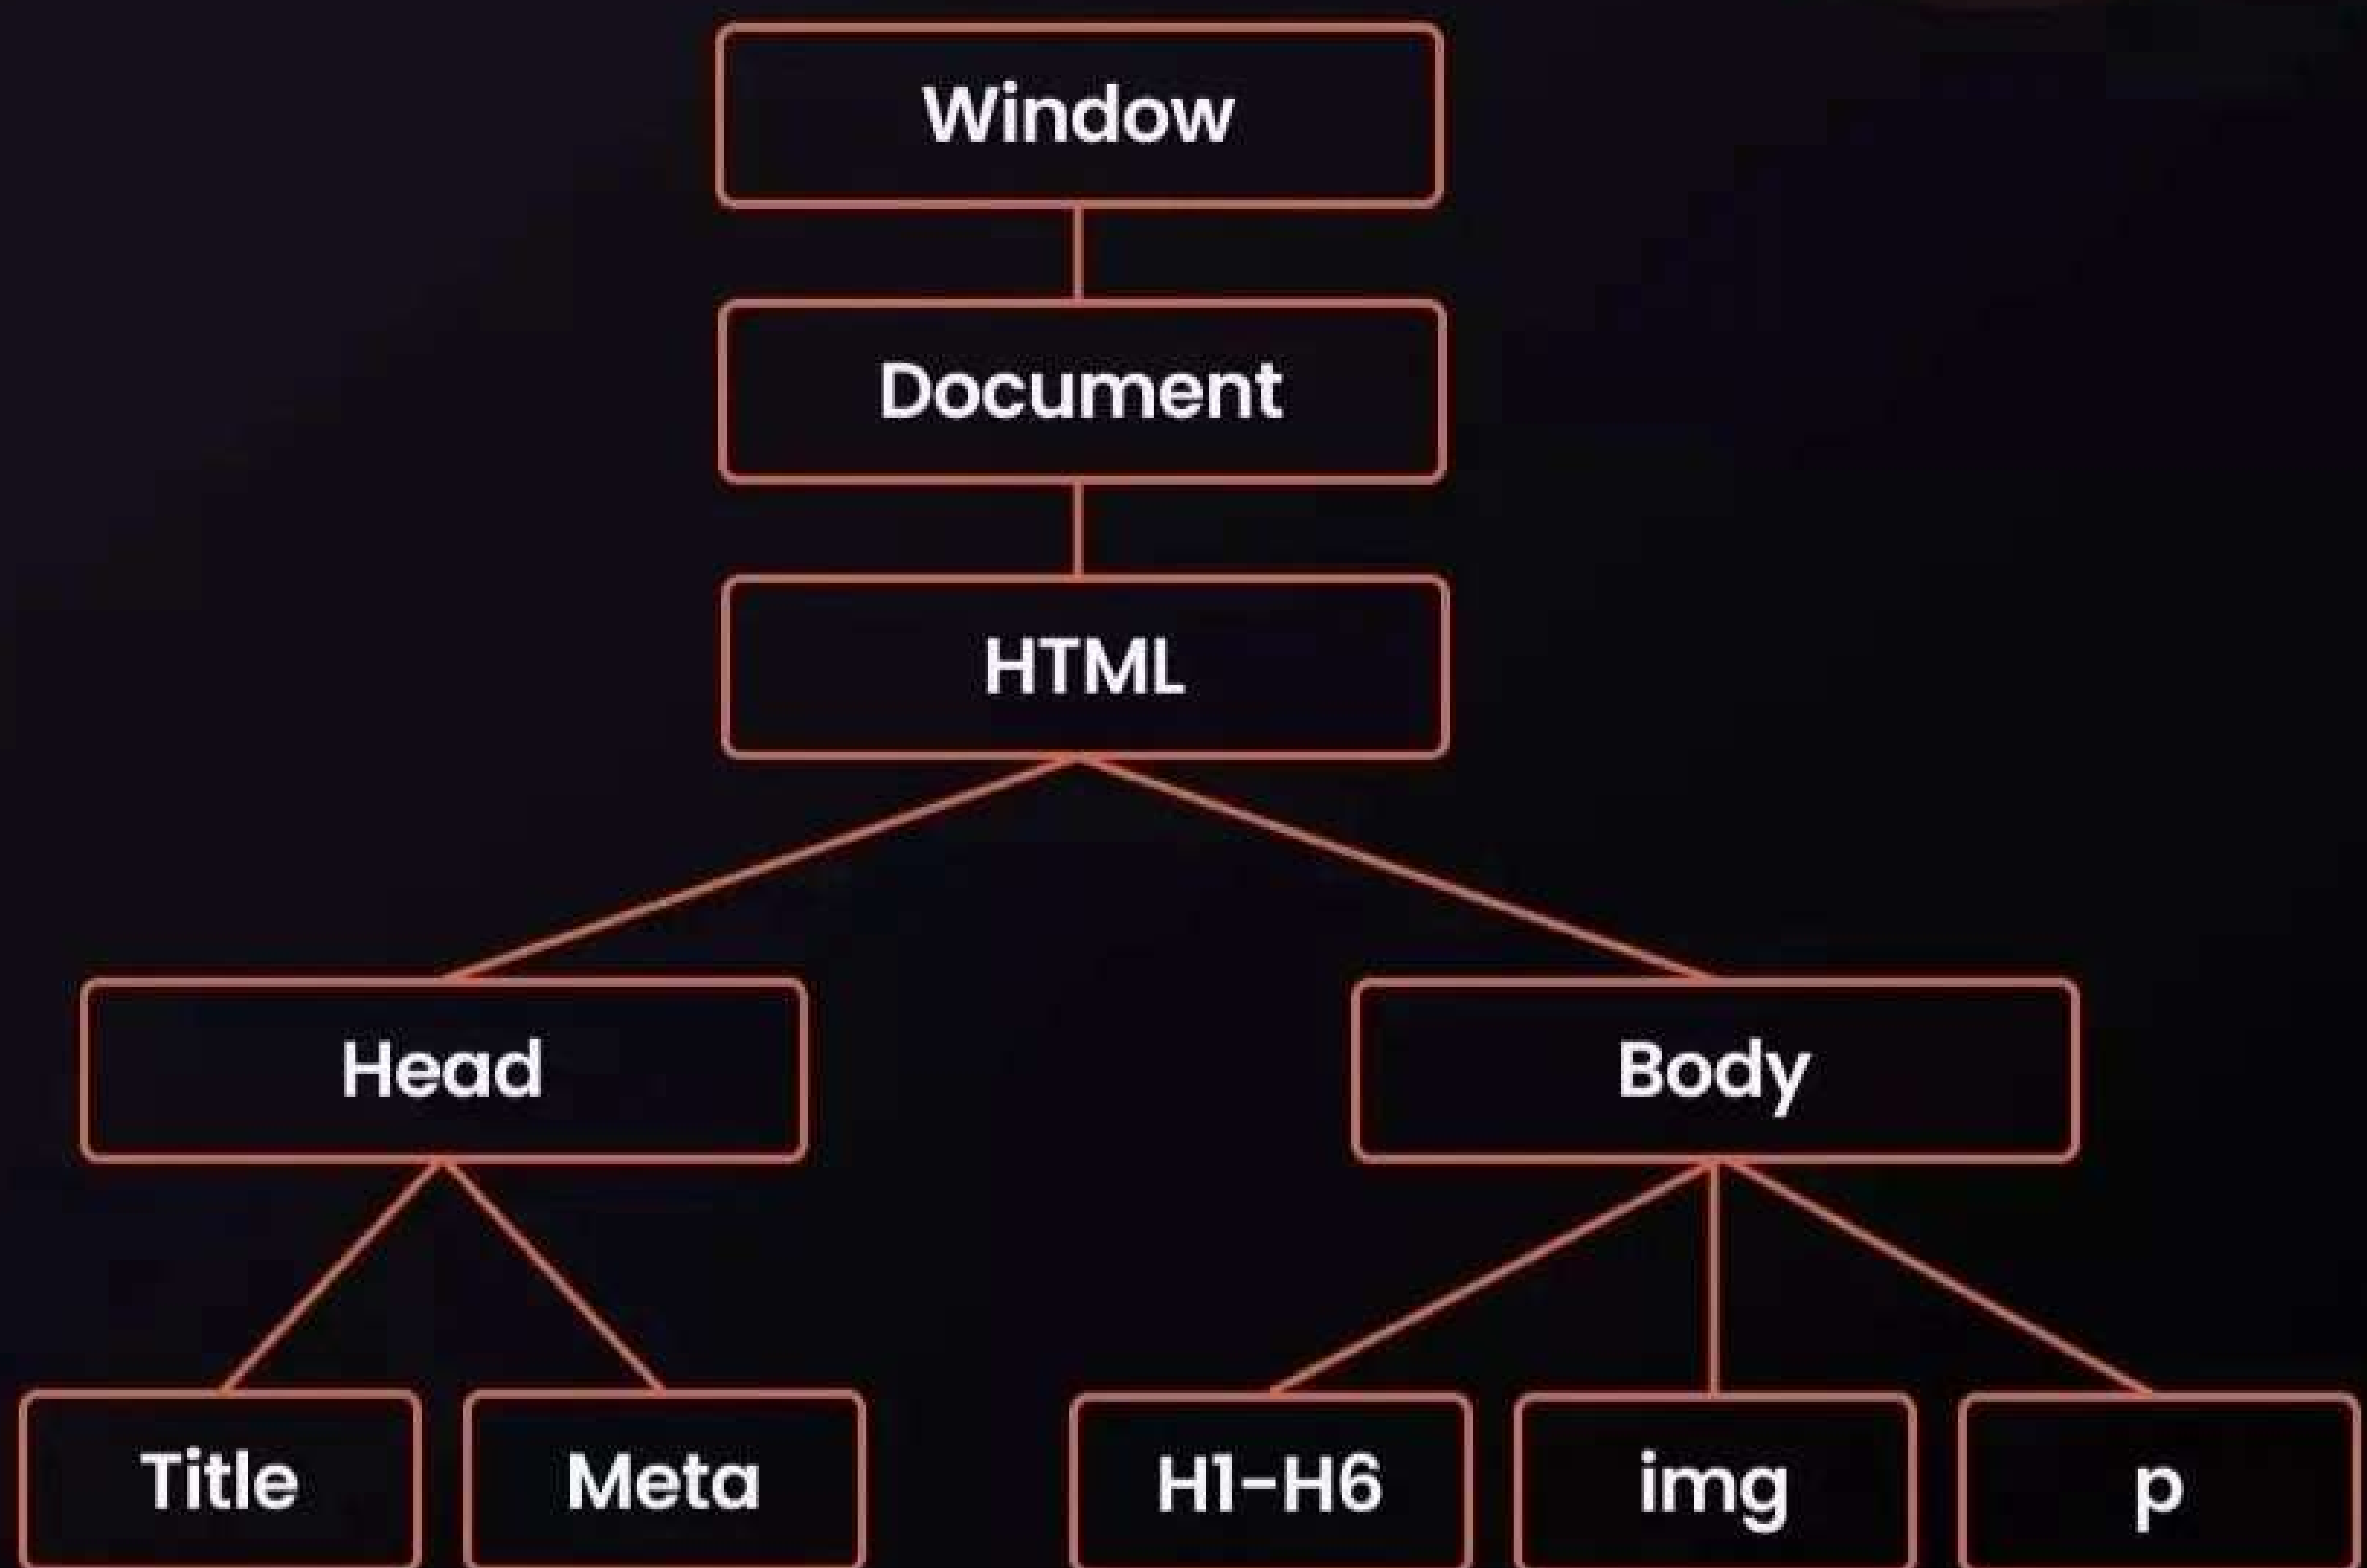 Window
Document
HTML
Head
Body
Title
Meta
H1-H6
img
p